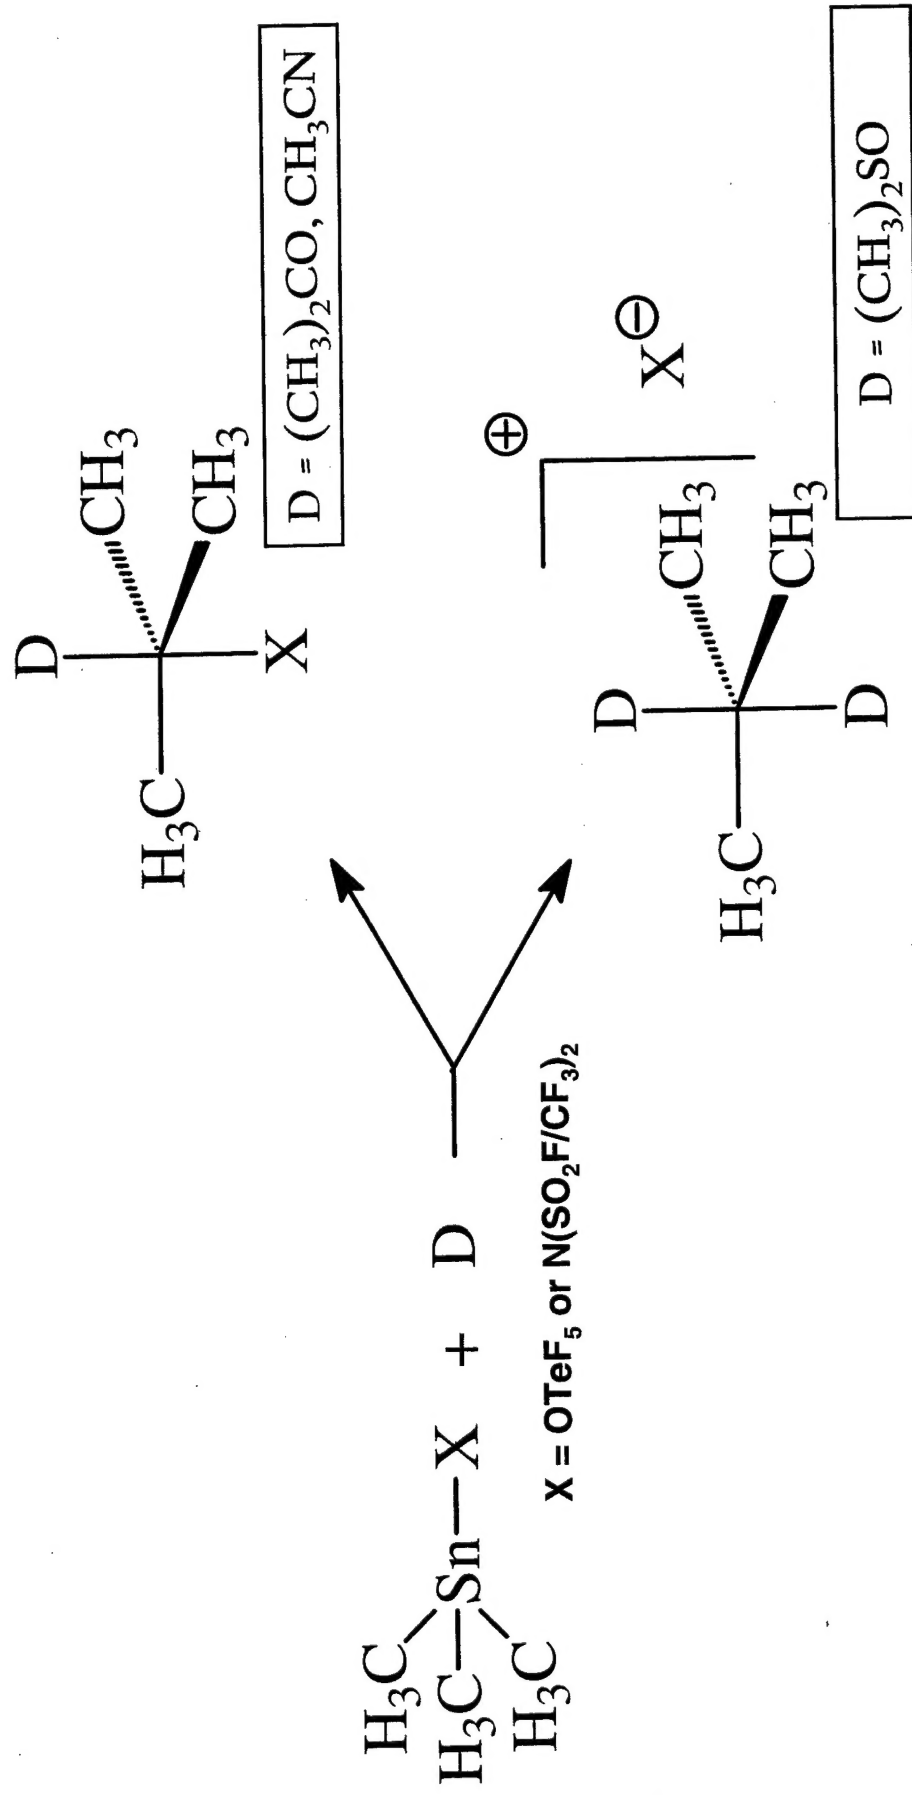 H₃C
H₃C
H₃C
Sn
X
+
D
X = OTeF₅ or N(SO₂F/CF₃)₂
D
H₃C
CH₃
CH₃
X
D = (CH₃)₂CO, CH₃CN
D
H₃C
CH₃
CH₃
D
⊕
X⊖
D = (CH₃)₂SO